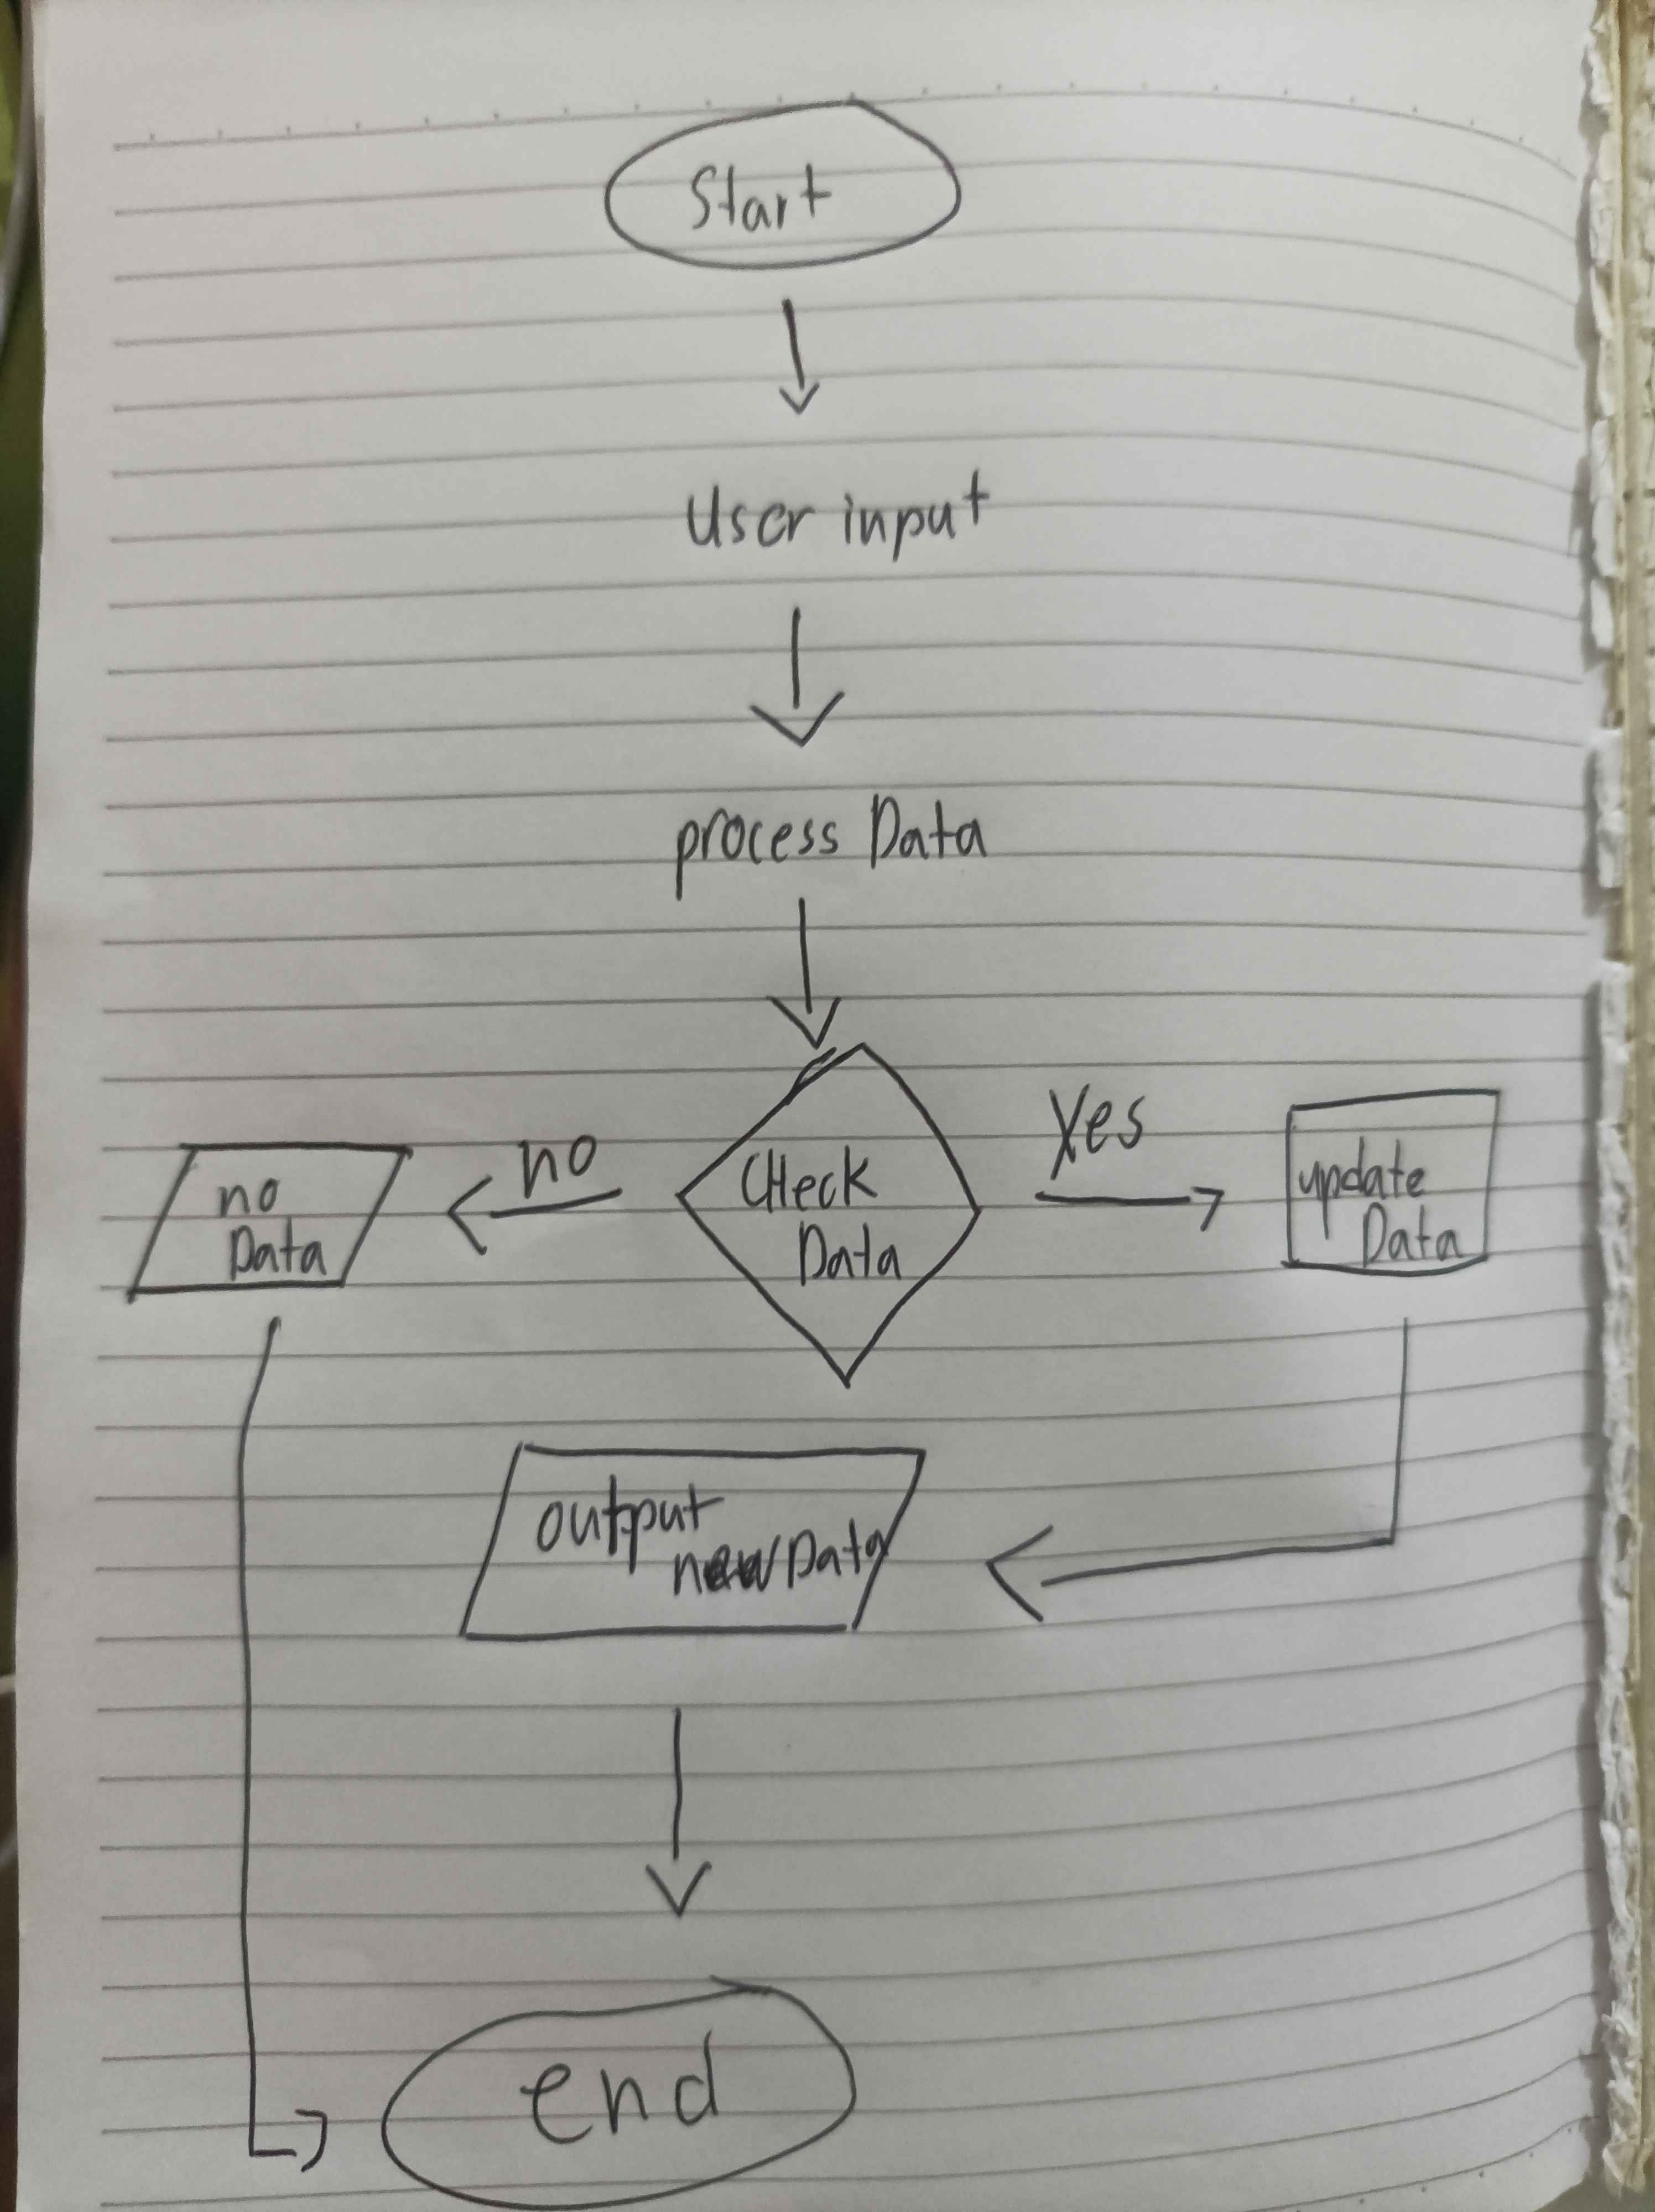 Start
User input
process Data
no
CHeck
Data
Yes
no
Data
update
Data
output
new Data
end